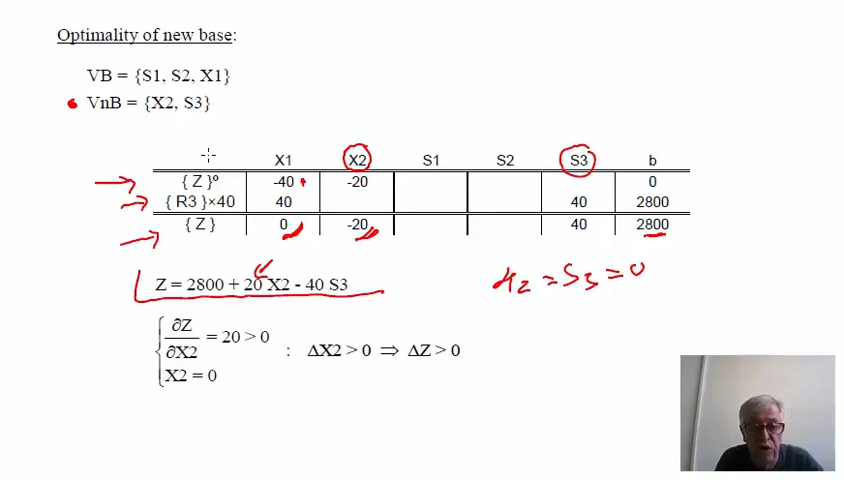 Optimality of new base:
VB = {S1, S2, X1}
VnB = {X2, S3}
X1 X2 S1 S2 S3 b
{ Z }º -40 -20 0
{ R3 }×40 40 40 2800
{ Z } 0 -20 40 2800
Z = 2800 + 20 X2 - 40 S3
X2 = S3 = 0
∂Z/∂X2 = 20 > 0
X2 = 0
: ΔX2 > 0 ⇒ ΔZ > 0